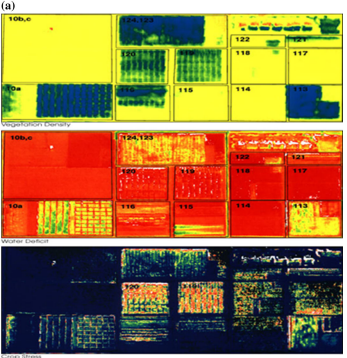 (a)
10b,c 124,123
122 121
120 119 118 117
10a 116 115 114 113
Vegetation Density
10b,c 124,123
122 121
120 119 118 117
10a 116 115 114 113
Water Deficit
120
Crop Stress